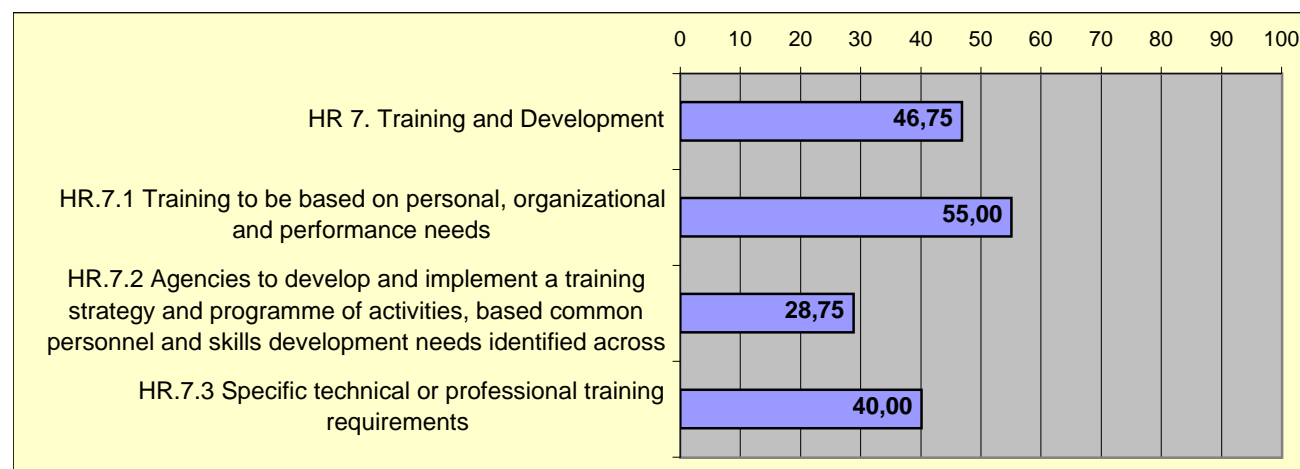 0 10 20 30 40 50 60 70 80 90 100
HR 7. Training and Development
46,75
HR.7.1 Training to be based on personal, organizational
and performance needs
55,00
HR.7.2 Agencies to develop and implement a training
strategy and programme of activities, based common
personnel and skills development needs identified across
28,75
HR.7.3 Specific technical or professional training
requirements
40,00